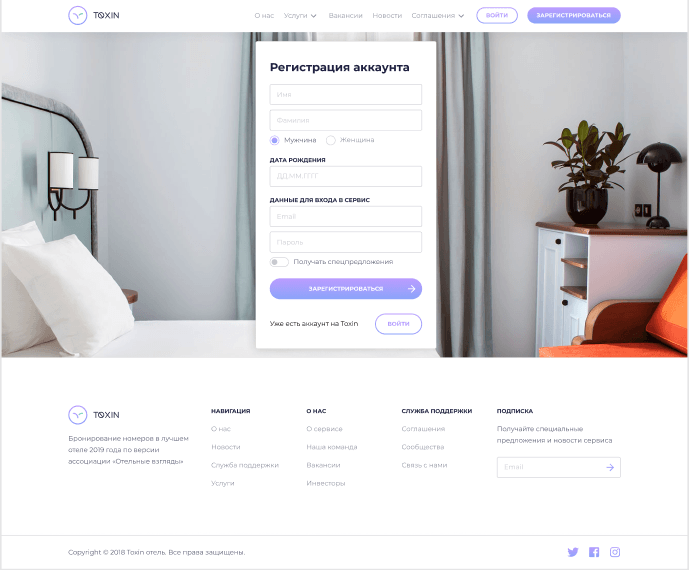 TOXIN
О нас Услуги Вакансии Новости Соглашения ВОЙТИ ЗАРЕГИСТРИРОВАТЬСЯ
Регистрация аккаунта
Имя
Фамилия
Мужчина Женщина
ДАТА РОЖДЕНИЯ
ДД.ММ.ГГГГ
ДАННЫЕ ДЛЯ ВХОДА В СЕРВИС
Email
Пароль
Получать спецпредложения
ЗАРЕГИСТРИРОВАТЬСЯ
Уже есть аккаунт на Toxin ВОЙТИ
TOXIN
Бронирование номеров в лучшем
отеле 2019 года по версии
ассоциации «Отельные взгляды»
НАВИГАЦИЯ
О нас
Новости
Служба поддержки
Услуги
О НАС
О сервисе
Наша команда
Вакансии
Инвесторы
СЛУЖБА ПОДДЕРЖКИ
Соглашения
Сообщества
Связь с нами
ПОДПИСКА
Получайте специальные
предложения и новости сервиса
Email
Copyright © 2018 Toxin отель. Все права защищены.